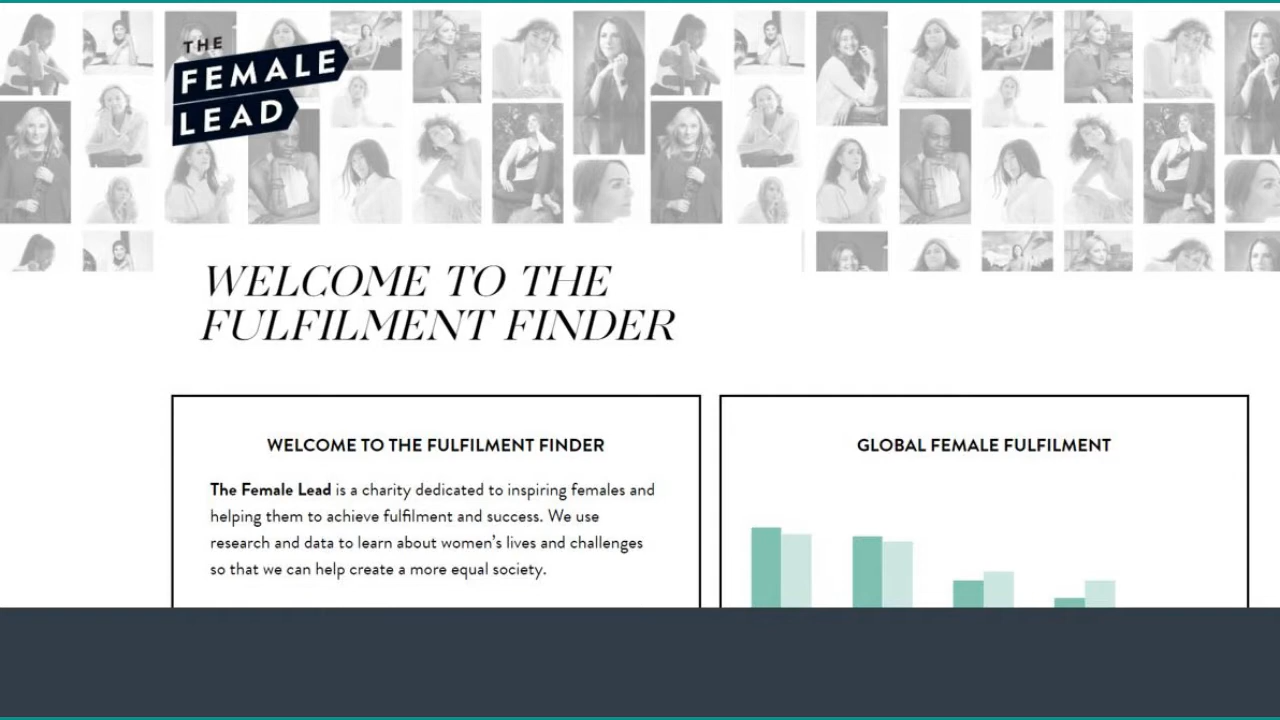 THE
FEMALE
LEAD
WELCOME TO THE
FULFILMENT FINDER
WELCOME TO THE FULFILMENT FINDER
The Female Lead is a charity dedicated to inspiring females and
helping them to achieve fulfilment and success. We use
research and data to learn about women’s lives and challenges
so that we can help create a more equal society.
GLOBAL FEMALE FULFILMENT